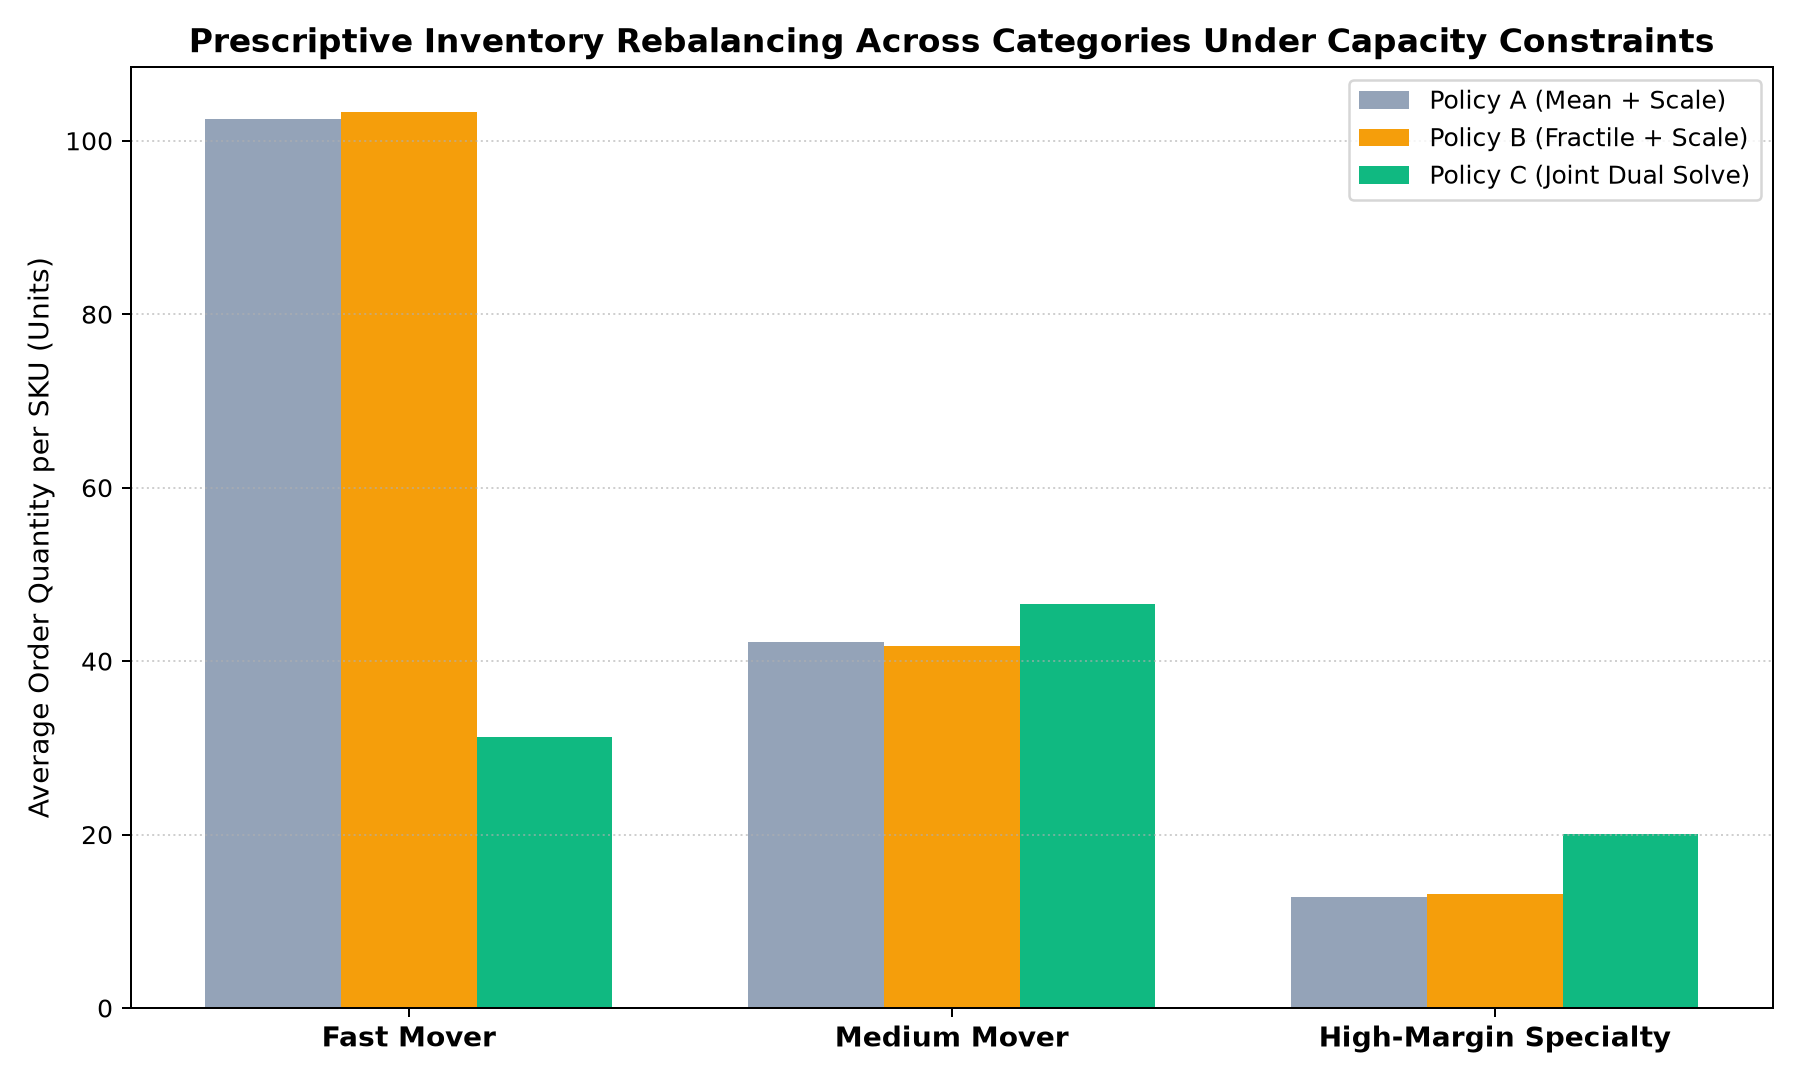 Prescriptive Inventory Rebalancing Across Categories Under Capacity Constraints
Policy A (Mean + Scale)
Policy B (Fractile + Scale)
Policy C (Joint Dual Solve)
Average Order Quantity per SKU (Units)
100
80
60
40
20
0
Fast Mover
Medium Mover
High-Margin Specialty